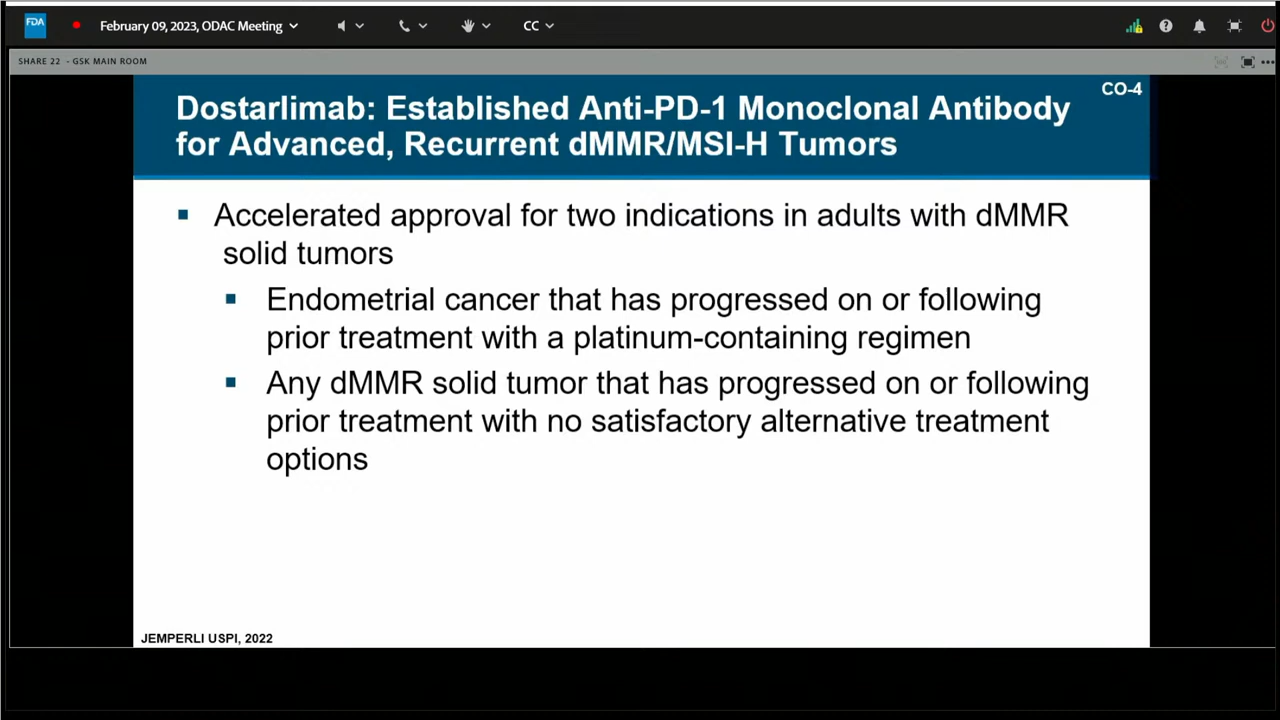 FDA
February 09, 2023, ODAC Meeting
CC
SHARE 22 - GSK MAIN ROOM
CO-4
Dostarlimab: Established Anti-PD-1 Monoclonal Antibody
for Advanced, Recurrent dMMR/MSI-H Tumors
Accelerated approval for two indications in adults with dMMR
solid tumors
Endometrial cancer that has progressed on or following
prior treatment with a platinum-containing regimen
Any dMMR solid tumor that has progressed on or following
prior treatment with no satisfactory alternative treatment
options
JEMPERLI USPI, 2022